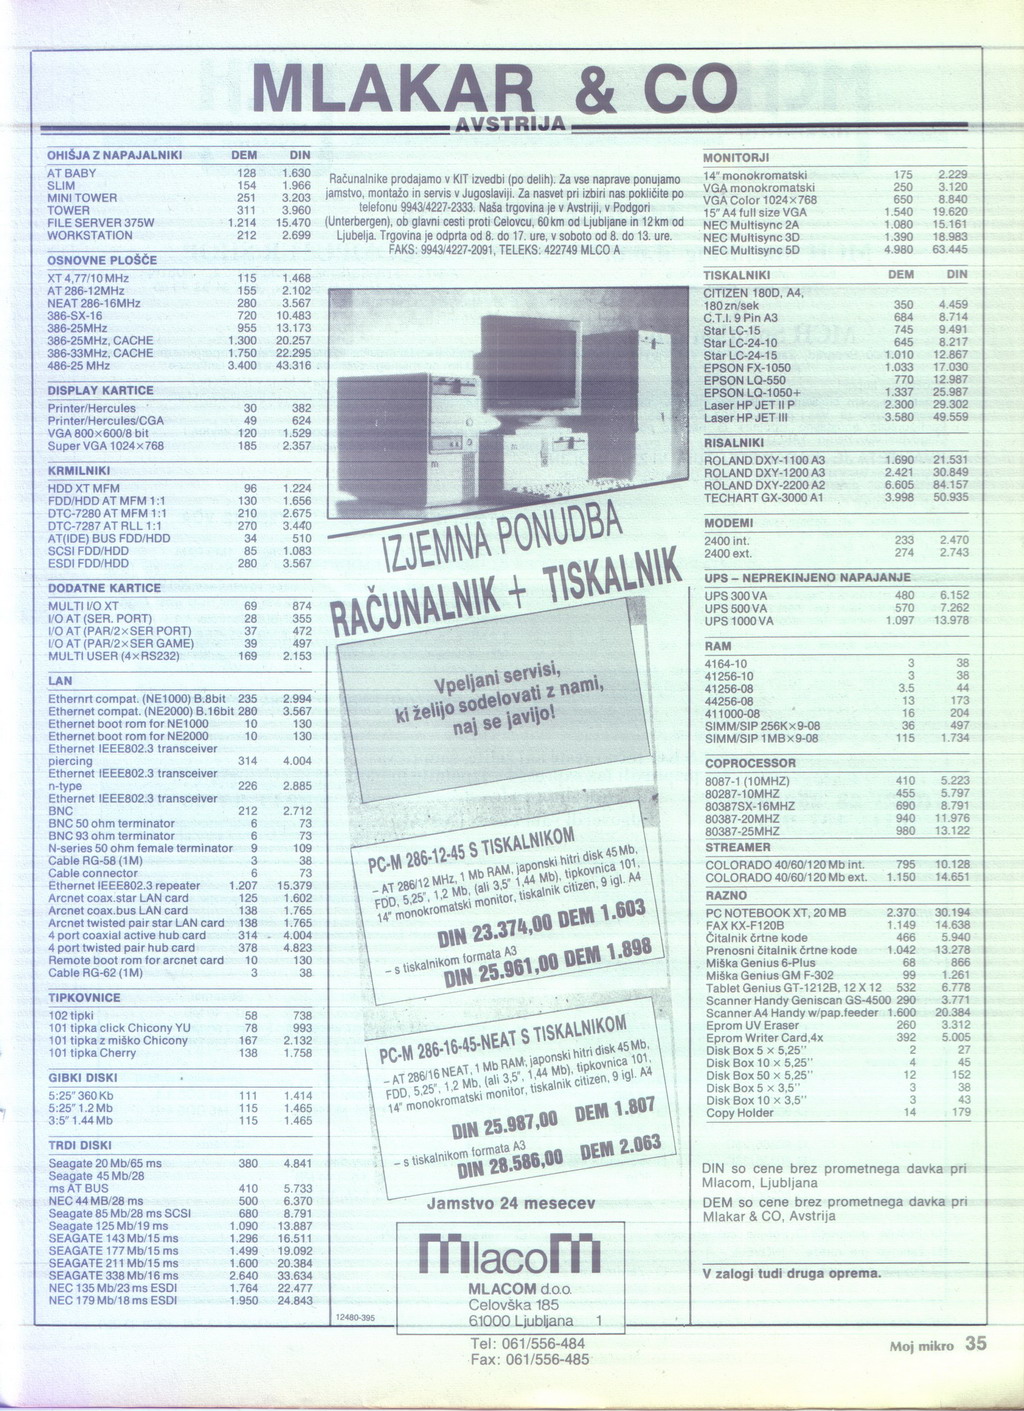 MLAKAR & CO
AVSTRIJA
OHIŠJA Z NAPAJALNIKI DEM DIN
AT BABY 128 1.630
SLIM 154 1.966
MINI TOWER 251 3.203
TOWER 311 3.960
FILE SERVER 375W 1.214 15.470
WORKSTATION 212 2.699
OSNOVNE PLOŠČE
XT 4,77/10 MHz 115 1.468
AT 286-12MHz 155 2.102
NEAT 286-16MHz 280 3.567
386-SX-16 720 10.483
386-25MHz 955 13.173
386-25MHz, CACHE 1.300 20.257
386-33MHz, CACHE 1.750 22.295
486-25 MHz 3.400 43.316
DISPLAY KARTICE
Printer/Hercules 30 382
Printer/Hercules/CGA 49 624
VGA 800×600/8 bit 120 1.529
Super VGA 1024×768 185 2.357
KRMILNIKI
HDD XT MFM 96 1.224
FDD/HDD AT MFM 1:1 130 1.656
DTC-7280 AT MFM 1:1 210 2.675
DTC-7287 AT RLL 1:1 270 3.440
AT(IDE) BUS FDD/HDD 34 510
SCSI FDD/HDD 85 1.083
ESDI FDD/HDD 280 3.567
DODATNE KARTICE
MULTI I/O XT 69 874
I/O AT (SER. PORT) 28 355
I/O AT (PAR/2×SER PORT) 37 472
I/O AT (PAR/2×SER GAME) 39 497
MULTI USER (4×RS232) 169 2.153
LAN
Ethernrt compat. (NE1000) B.8bit 235 2.994
Ethernet compat. (NE2000) B.16bit 280 3.567
Ethernet boot rom for NE1000 10 130
Ethernet boot rom for NE2000 10 130
Ethernet IEEE802.3 transceiver
piercing 314 4.004
Ethernet IEEE802.3 transceiver
n-type 226 2.885
Ethernet IEEE802.3 transceiver
BNC 212 2.712
BNC 50 ohm terminator 6 73
BNC 93 ohm terminator 6 73
N-series 50 ohm female terminator 9 109
Cable RG-58 (1M) 3 38
Cable connector 6 73
Ethernet IEEE802.3 repeater 1.207 15.379
Arcnet coax.star LAN card 125 1.602
Arcnet coax.bus LAN card 138 1.765
Arcnet twisted pair star LAN card 138 1.765
4 port coaxial active hub card 314 4.004
4 port twisted pair hub card 378 4.823
Remote boot rom for arcnet card 10 130
Cable RG-62 (1M) 3 38
TIPKOVNICE
102 tipki 58 738
101 tipka click Chicony YU 78 993
101 tipka z miško Chicony 167 2.132
101 tipka Cherry 138 1.758
GIBKI DISKI
5:25" 360 Kb 111 1.414
5:25" 1.2 Mb 115 1.465
3:5" 1.44 Mb 115 1.465
TRDI DISKI
Seagate 20 Mb/65 ms 380 4.841
Seagate 45 Mb/28
ms AT BUS 410 5.733
NEC 44 MB/28 ms 500 6.370
Seagate 85 Mb/28 ms SCSI 680 8.791
Seagate 125 Mb/19 ms 1.090 13.887
SEAGATE 143 Mb/15 ms 1.296 16.511
SEAGATE 177 Mb/15 ms 1.499 19.092
SEAGATE 211 Mb/15 ms 1.600 20.384
SEAGATE 338 Mb/16 ms 2.640 33.634
NEC 135 Mb/23 ms ESDI 1.764 22.477
NEC 179 Mb/18 ms ESDI 1.950 24.843
Računalnike prodajamo v KIT izvedbi (po delih). Za vse naprave ponujamo
jamstvo, montažo in servis v Jugoslaviji. Za nasvet pri izbiri nas pokličite po
telefonu 9943/4227-2333. Naša trgovina je v Avstriji, v Podgori
(Unterbergen), ob glavni cesti proti Celovcu, 60 km od Ljubljane in 12 km od
Ljubelja. Trgovina je odprta od 8. do 17. ure, v soboto od 8. do 13. ure.
FAKS: 9943/4227-2091, TELEKS: 422749 MLCO A
IZJEMNA PONUDBA
RAČUNALNIK + TISKALNIK
Vpeljani servisi,
ki želijo sodelovati z nami,
naj se javijo!
PC-M 286-12-45 S TISKALNIKOM
– AT 286/12 MHz, 1 Mb RAM, japonski hitri disk 45 Mb,
FDD, 5,25", 1,2 Mb, (ali 3,5" 1,44 Mb), tipkovnica 101,
14" monokromatski monitor, tiskalnik citizen, 9 igl. A4
DIN 23.374,00 DEM 1.603
– s tiskalnikom formata A3
DIN 25.961,00 DEM 1.898
PC-M 286-16-45-NEAT S TISKALNIKOM
– AT 286/16 NEAT, 1 Mb RAM, japonski hitri disk 45 Mb,
FDD, 5,25", 1,2 Mb, (ali 3,5", 1,44 Mb), tipkovnica 101,
14" monokromatski monitor, tiskalnik citizen, 9 igl. A4
DIN 25.987,00 DEM 1.807
– s tiskalnikom formata A3
DIN 28.586,00 DEM 2.063
Jamstvo 24 mesecev
MlacoM
MLACOM d.o.o.
Celovška 185
61000 Ljubljana 1
Tel: 061/556-484
Fax: 061/556-485
12480-395
MONITORJI
14" monokromatski 175 2.229
VGA monokromatski 250 3.120
VGA Color 1024×768 650 8.840
15" A4 full size VGA 1.540 19.620
NEC Multisync 2A 1.080 15.161
NEC Multisync 3D 1.390 18.983
NEC Multisync 5D 4.980 63.445
TISKALNIKI DEM DIN
CITIZEN 180D, A4,
180 zn/sek 350 4.459
C.T.I. 9 Pin A3 684 8.714
Star LC-15 745 9.491
Star LC-24-10 645 8.217
Star LC-24-15 1.010 12.867
EPSON FX-1050 1.033 17.030
EPSON LQ-550 770 12.987
EPSON LQ-1050+ 1.337 25.987
Laser HP JET II P 2.300 29.302
Laser HP JET III 3.580 49.559
RISALNIKI
ROLAND DXY-1100 A3 1.690 21.531
ROLAND DXY-1200 A3 2.421 30.849
ROLAND DXY-2200 A2 6.605 84.157
TECHART GX-3000 A1 3.998 50.935
MODEMI
2400 int. 233 2.470
2400 ext. 274 2.743
UPS – NEPREKINJENO NAPAJANJE
UPS 300 VA 480 6.152
UPS 500 VA 570 7.262
UPS 1000 VA 1.097 13.978
RAM
4164-10 3 38
41256-10 3 38
41256-08 3.5 44
44256-08 13 173
411000-08 16 204
SIMM/SIP 256K×9-08 36 497
SIMM/SIP 1MB×9-08 115 1.734
COPROCESSOR
8087-1 (10MHZ) 410 5.223
80287-10MHZ 455 5.797
80387SX-16MHZ 690 8.791
80387-20MHZ 940 11.976
80387-25MHZ 980 13.122
STREAMER
COLORADO 40/60/120 Mb int. 795 10.128
COLORADO 40/60/120 Mb ext. 1.150 14.651
RAZNO
PC NOTEBOOK XT, 20 MB 2.370 30.194
FAX KX-F120B 1.149 14.638
Čitalnik črtne kode 466 5.940
Prenosni čitalnik črtne kode 1.042 13.278
Miška Genius 6-Plus 68 866
Miška Genius GM F-302 99 1.261
Tablet Genius GT-1212B, 12 X 12 532 6.778
Scanner Handy Geniscan GS-4500 290 3.771
Scanner A4 Handy w/pap.feeder 1.600 20.384
Eprom UV Eraser 260 3.312
Eprom Writer Card,4x 392 5.005
Disk Box 5 × 5,25" 2 27
Disk Box 10 × 5,25" 4 45
Disk Box 50 × 5,25" 12 152
Disk Box 5 × 3,5" 3 38
Disk Box 10 × 3,5" 3 43
Copy Holder 14 179
DIN so cene brez prometnega davka pri
Mlacom, Ljubljana
DEM so cene brez prometnega davka pri
Mlakar & CO, Avstrija
V zalogi tudi druga oprema.
Moj mikro 35